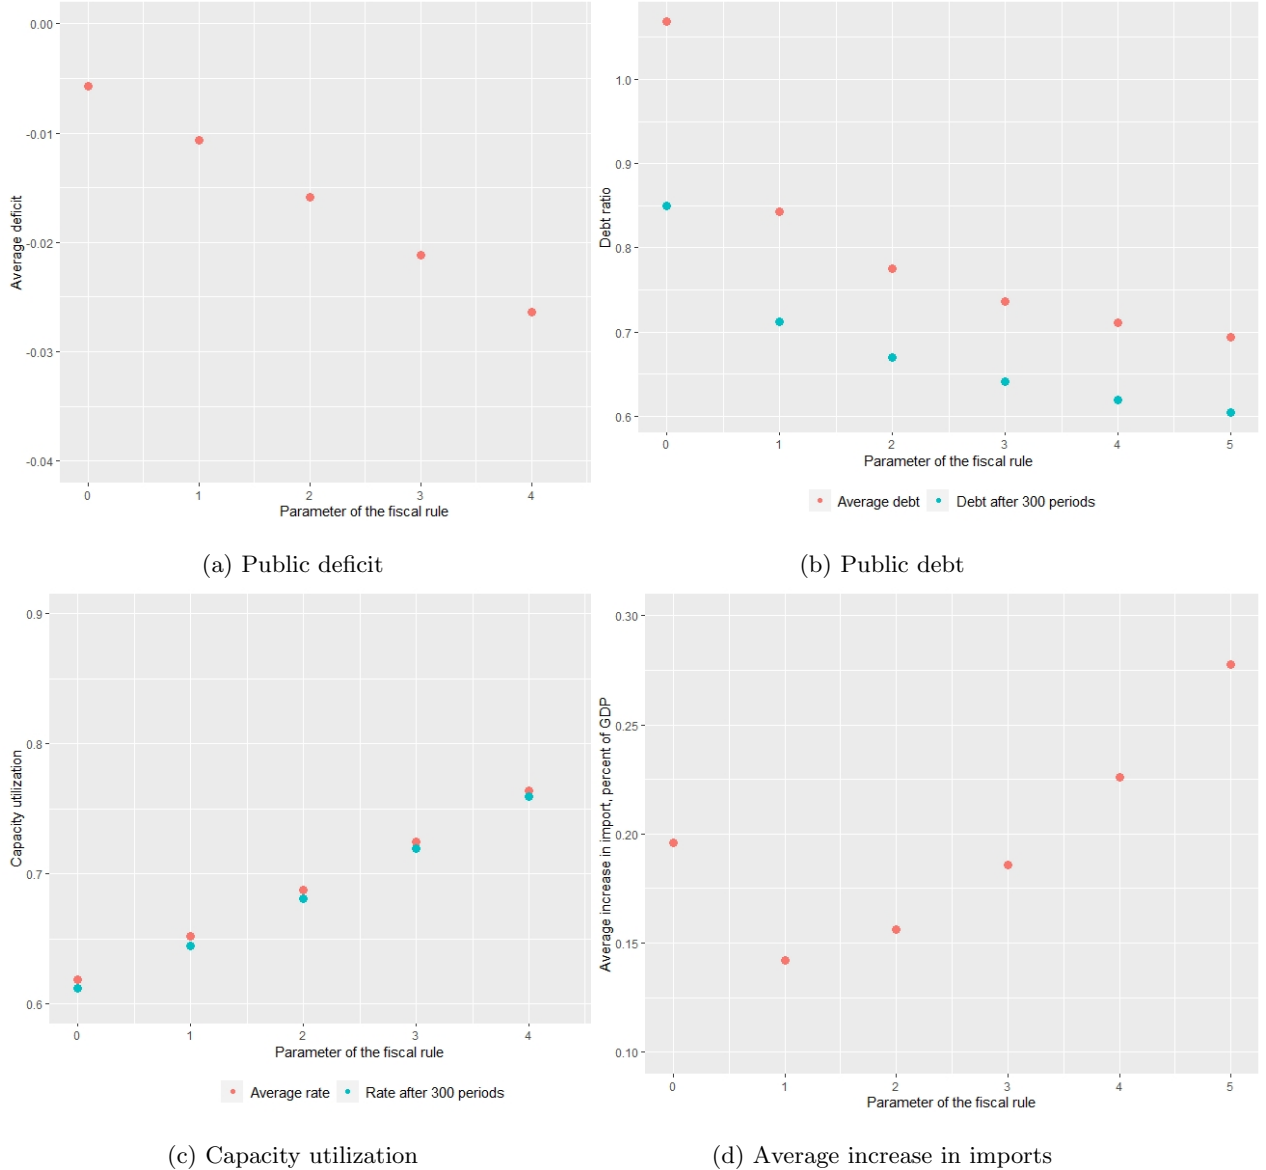 0.00
-0.01
-0.02
-0.03
-0.04
Average deficit
0 1 2 3 4
Parameter of the fiscal rule
(a) Public deficit
1.0
0.9
0.8
0.7
0.6
Debt ratio
0 1 2 3 4 5
Parameter of the fiscal rule
Average debt Debt after 300 periods
(b) Public debt
0.9
0.8
0.7
0.6
Capacity utilization
0 1 2 3 4
Parameter of the fiscal rule
Average rate Rate after 300 periods
(c) Capacity utilization
0.30
0.25
0.20
0.15
0.10
Average increase in import, percent of GDP
0 1 2 3 4 5
Parameter of the fiscal rule
(d) Average increase in imports